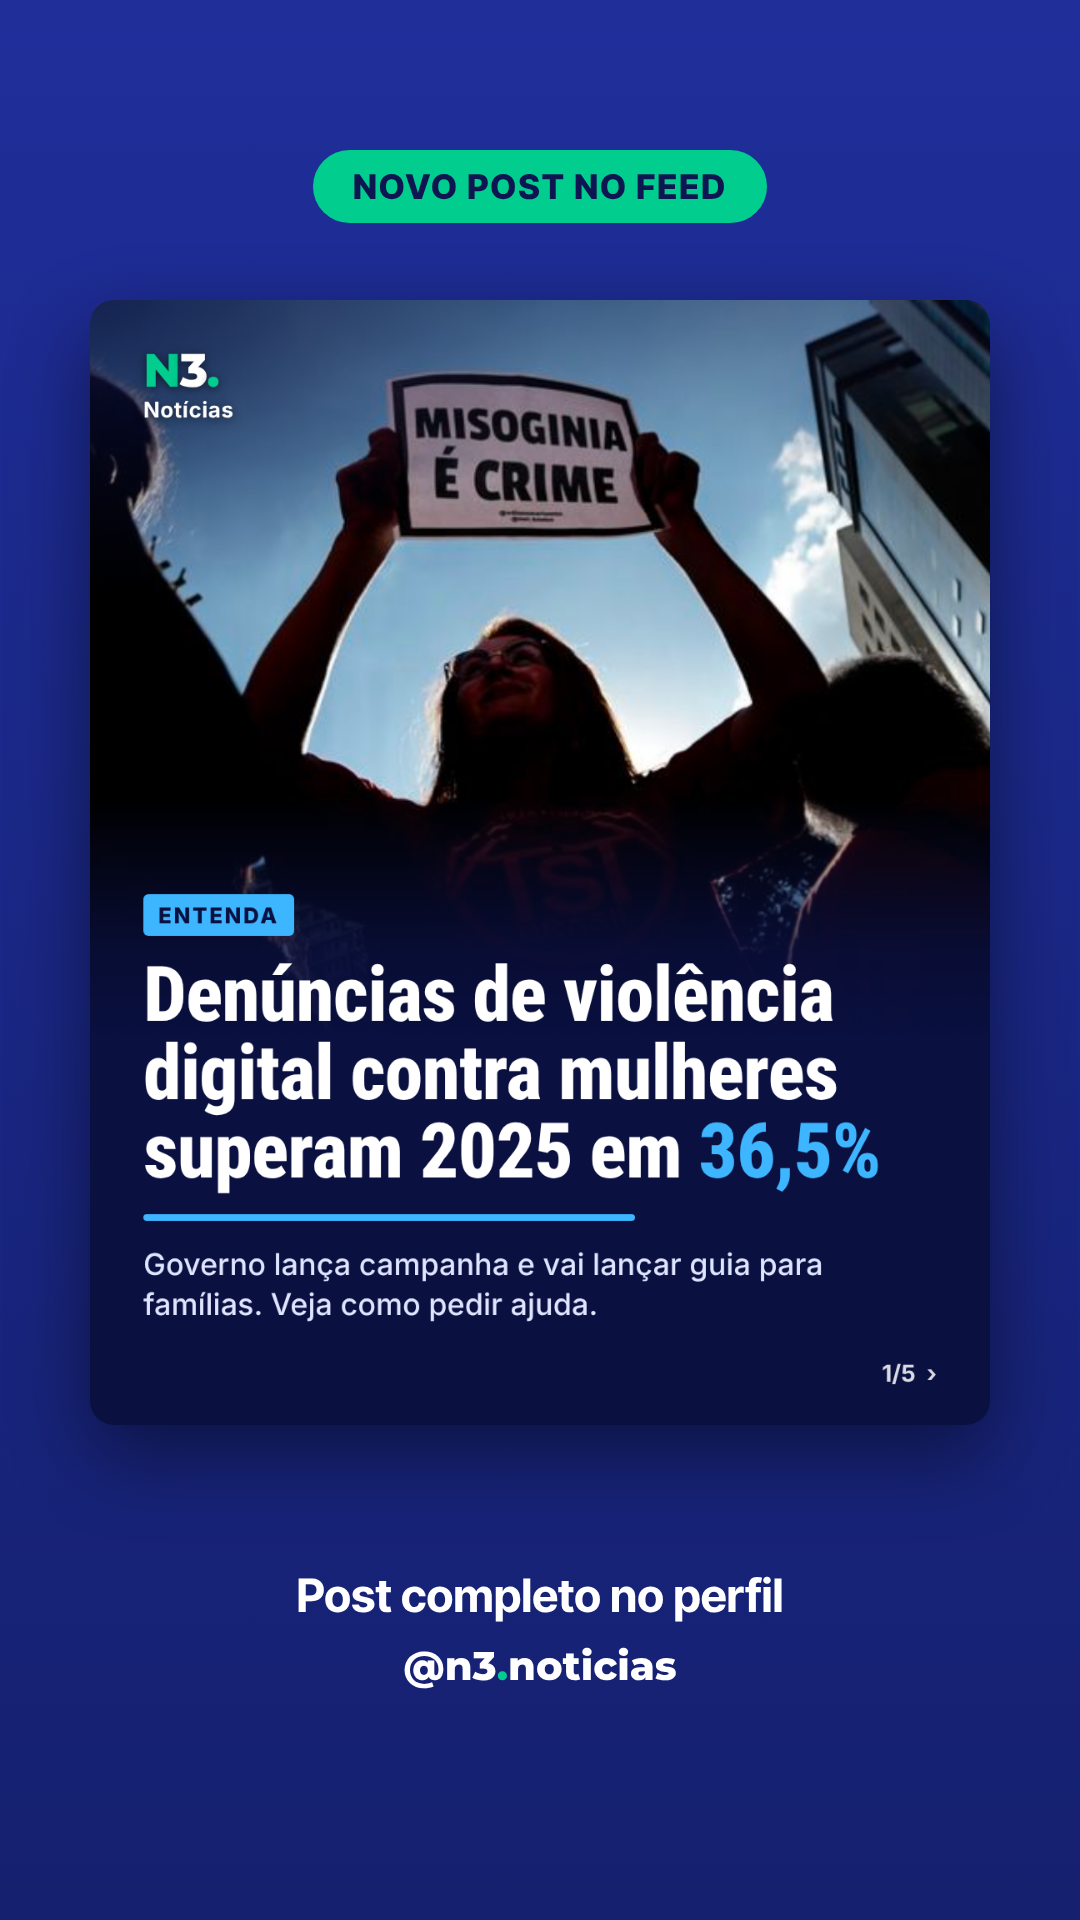 NOVO POST NO FEED
N3.
Notícias
MISOGINIA
É CRIME
ENTENDA
Denúncias de violência
digital contra mulheres
superam 2025 em 36,5%
Governo lança campanha e vai lançar guia para
famílias. Veja como pedir ajuda.
1/5 ›
Post completo no perfil
@n3.noticias